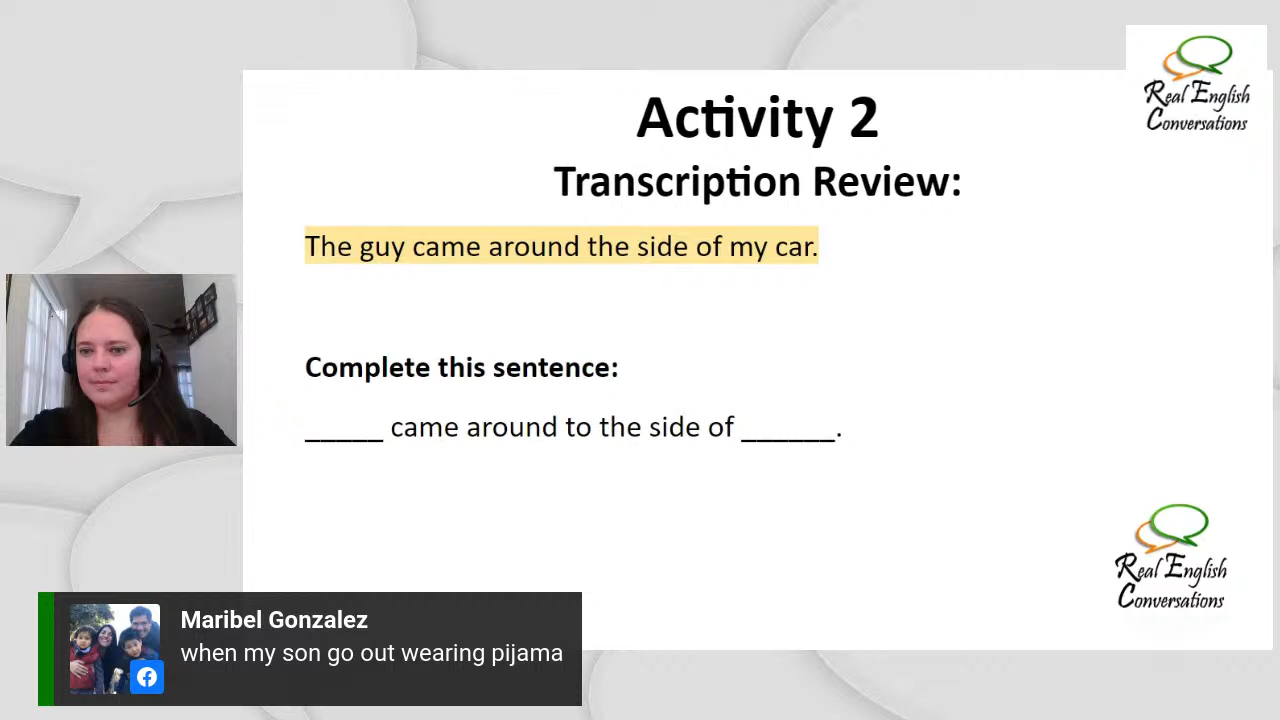 Activity 2
Real English
Conversations
Transcription Review:
The guy came around the side of my car.
Complete this sentence:
_____ came around to the side of ______.
Real English
Conversations
Maribel Gonzalez
when my son go out wearing pijama